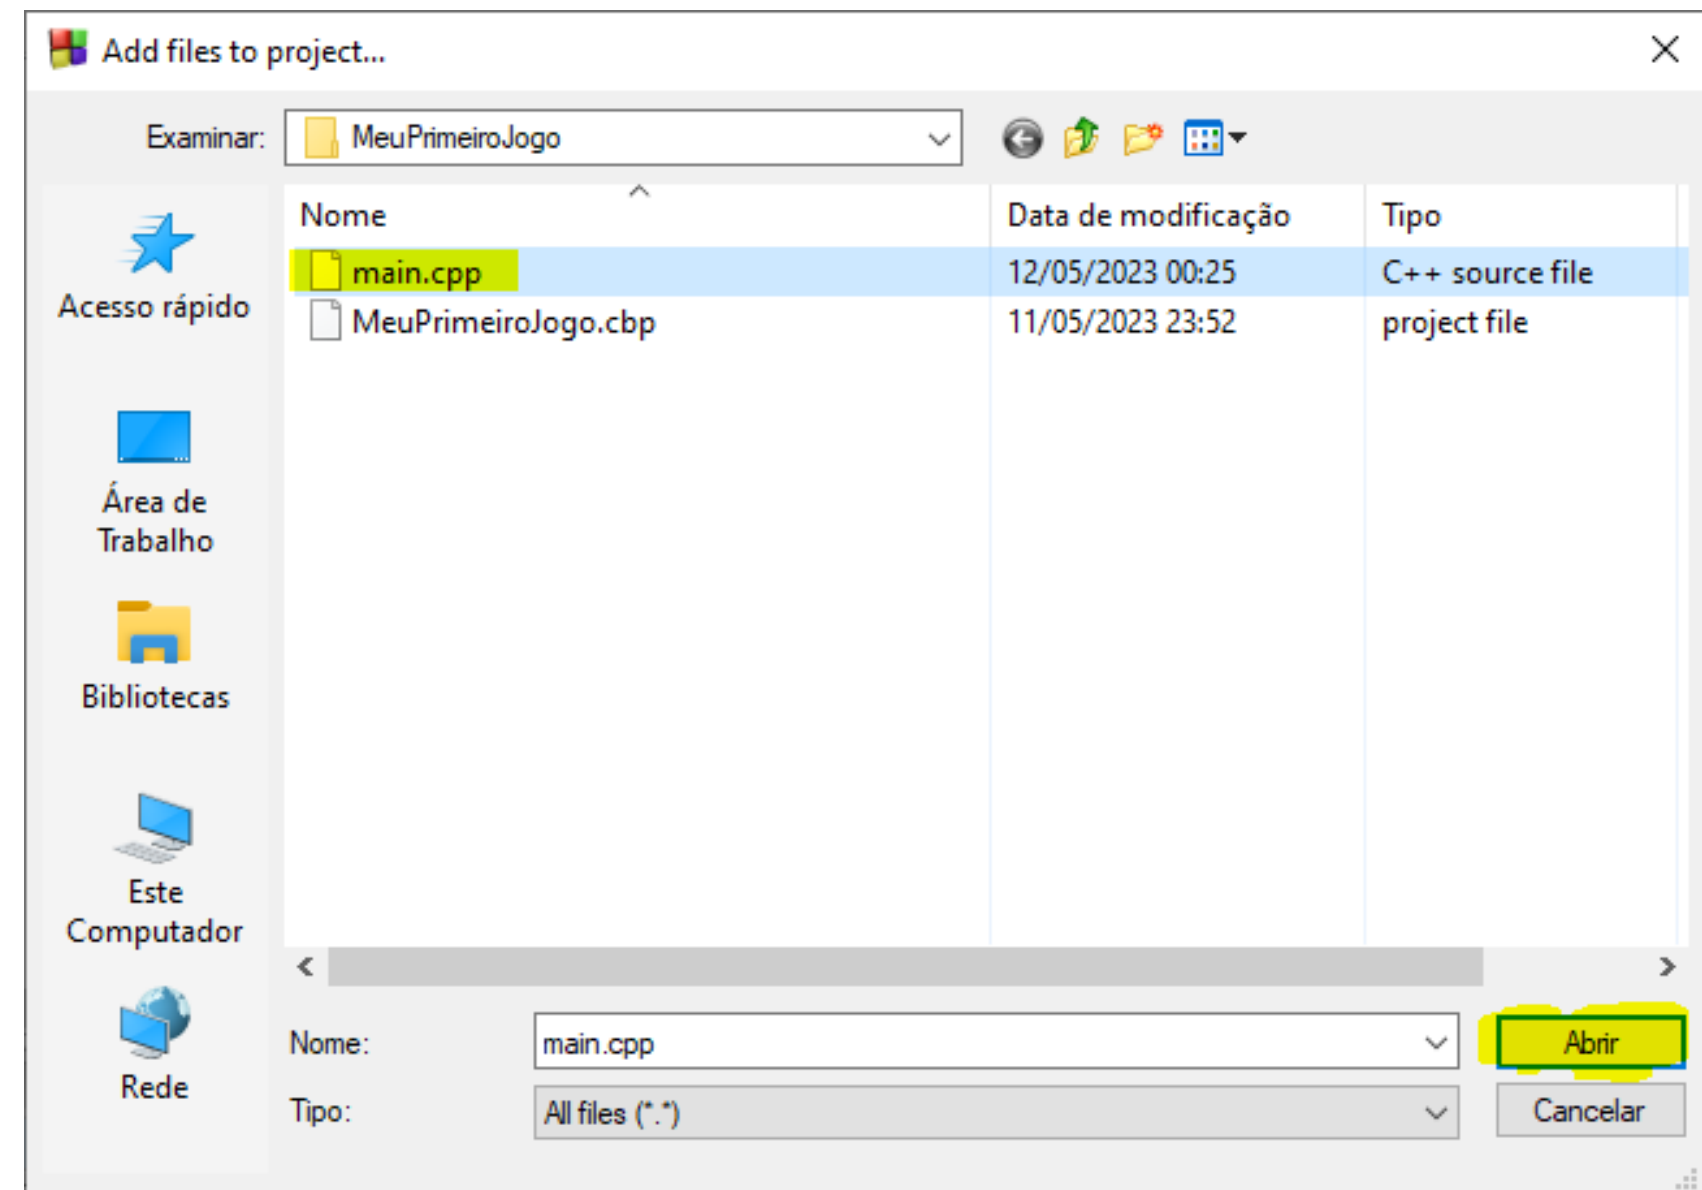 Add files to project...
Examinar:
MeuPrimeiroJogo
Nome
Data de modificação
Tipo
main.cpp
12/05/2023 00:25
C++ source file
MeuPrimeiroJogo.cbp
11/05/2023 23:52
project file
Acesso rápido
Área de
Trabalho
Bibliotecas
Este
Computador
Rede
Nome:
main.cpp
Abrir
Tipo:
All files (*.*)
Cancelar